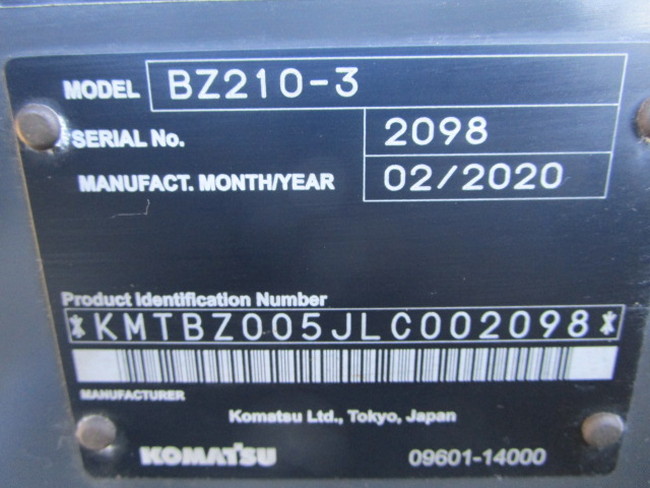 MODEL BZ210-3
SERIAL No. 2098
MANUFACT. MONTH/YEAR 02/2020
Product Identification Number
*KMTBZ005JLC002098*
MANUFACTURER
Komatsu Ltd., Tokyo, Japan
KOMATSU 09601-14000